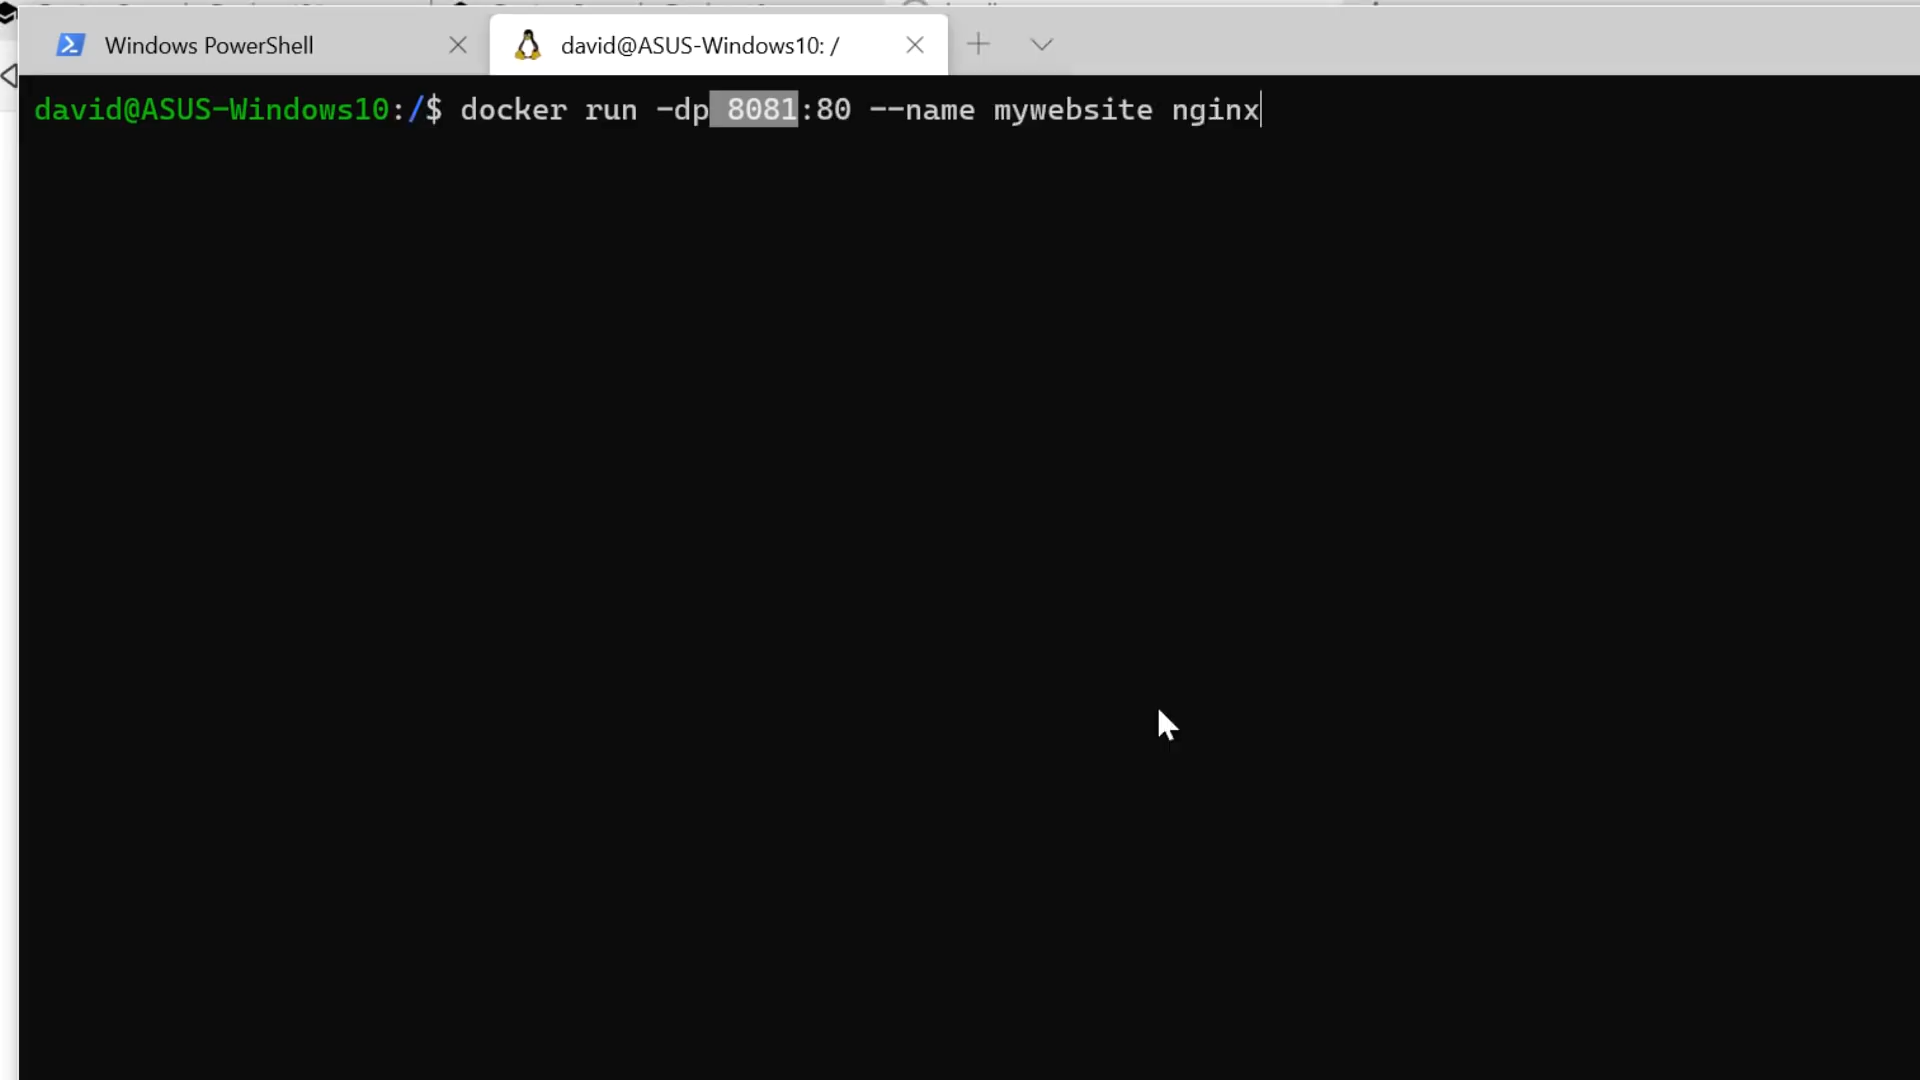 Windows PowerShell
david@ASUS-Windows10: /
david@ASUS-Windows10:/$ docker run -dp 8081:80 --name mywebsite nginx